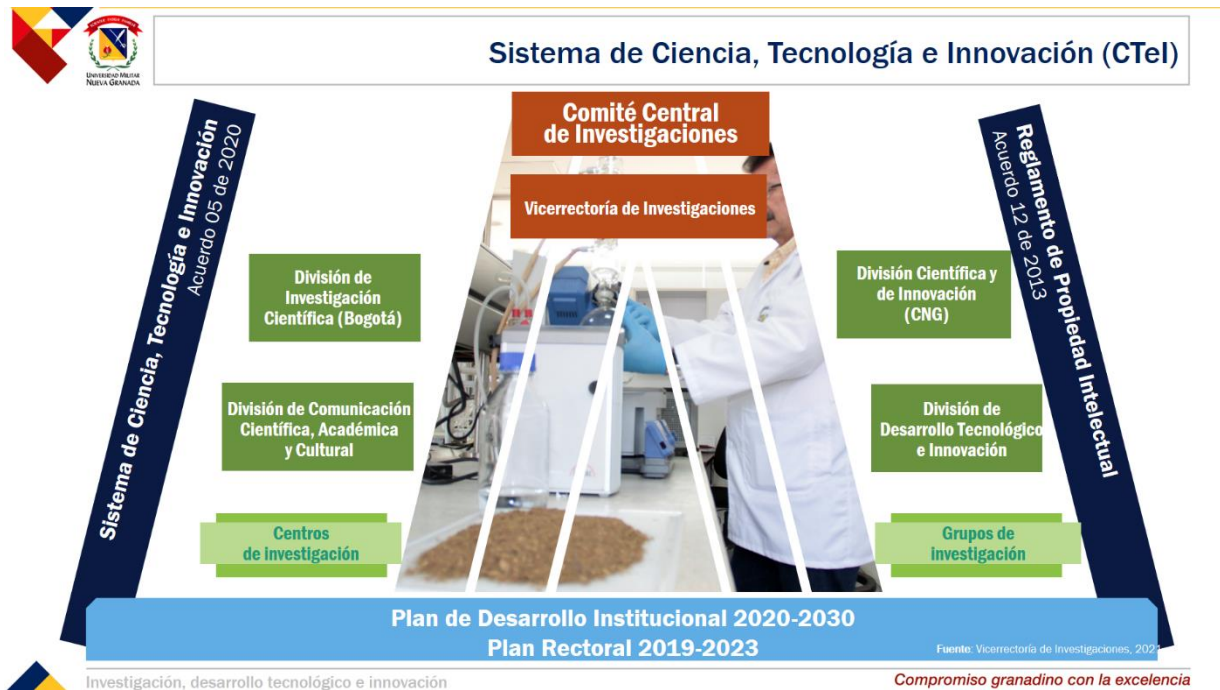 UNIVERSIDAD MILITAR
NUEVA GRANADA
Sistema de Ciencia, Tecnología e Innovación (CTeI)
Comité Central
de Investigaciones
Vicerrectoría de Investigaciones
Sistema de Ciencia, Tecnología e Innovación
Acuerdo 05 de 2020
Reglamento de Propiedad Intelectual
Acuerdo 12 de 2013
División de
Investigación
Científica (Bogotá)
División Científica y
de Innovación
(CNG)
División de Comunicación
Científica, Académica
y Cultural
División de
Desarrollo Tecnológico
e Innovación
Centros
de investigación
Grupos de
investigación
Plan de Desarrollo Institucional 2020-2030
Plan Rectoral 2019-2023
Fuente: Vicerrectoría de Investigaciones,
Investigación, desarrollo tecnológico e innovación
Compromiso granadino con la excelencia